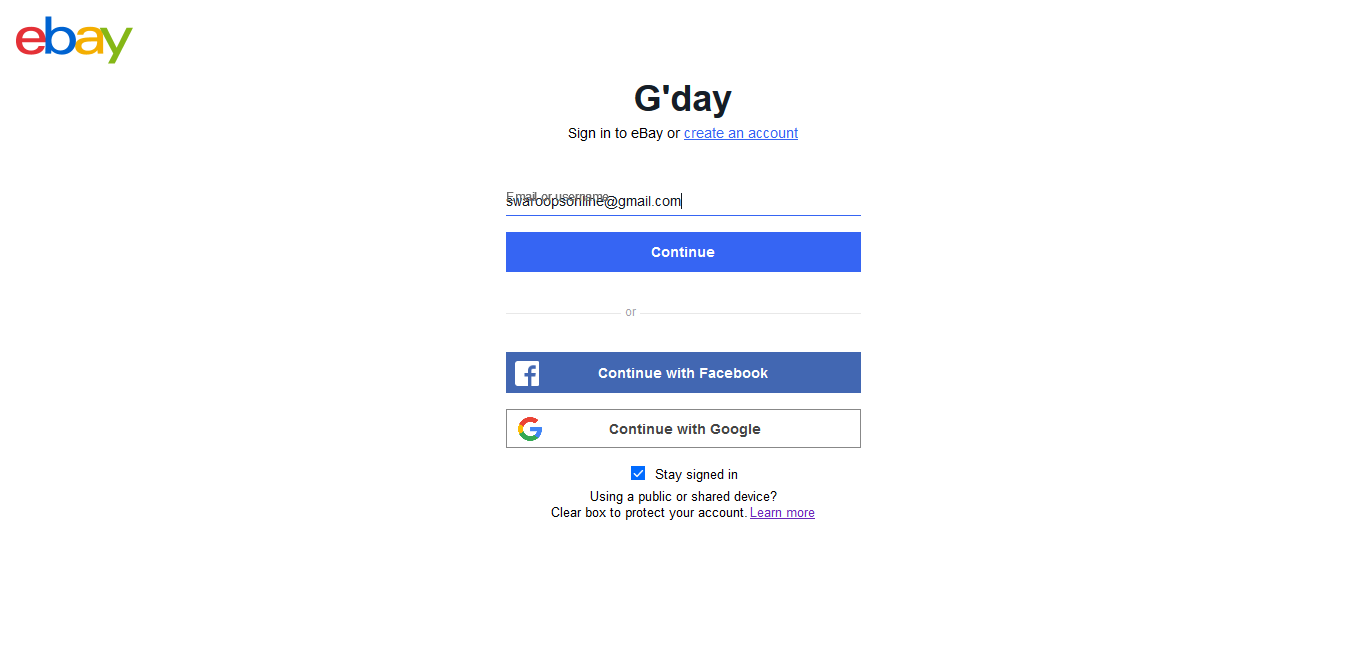 ebay
G'day
Sign in to eBay or create an account
Email or username
swaroopsonline@gmail.com
Continue
or
Continue with Facebook
Continue with Google
Stay signed in
Using a public or shared device?
Clear box to protect your account. Learn more